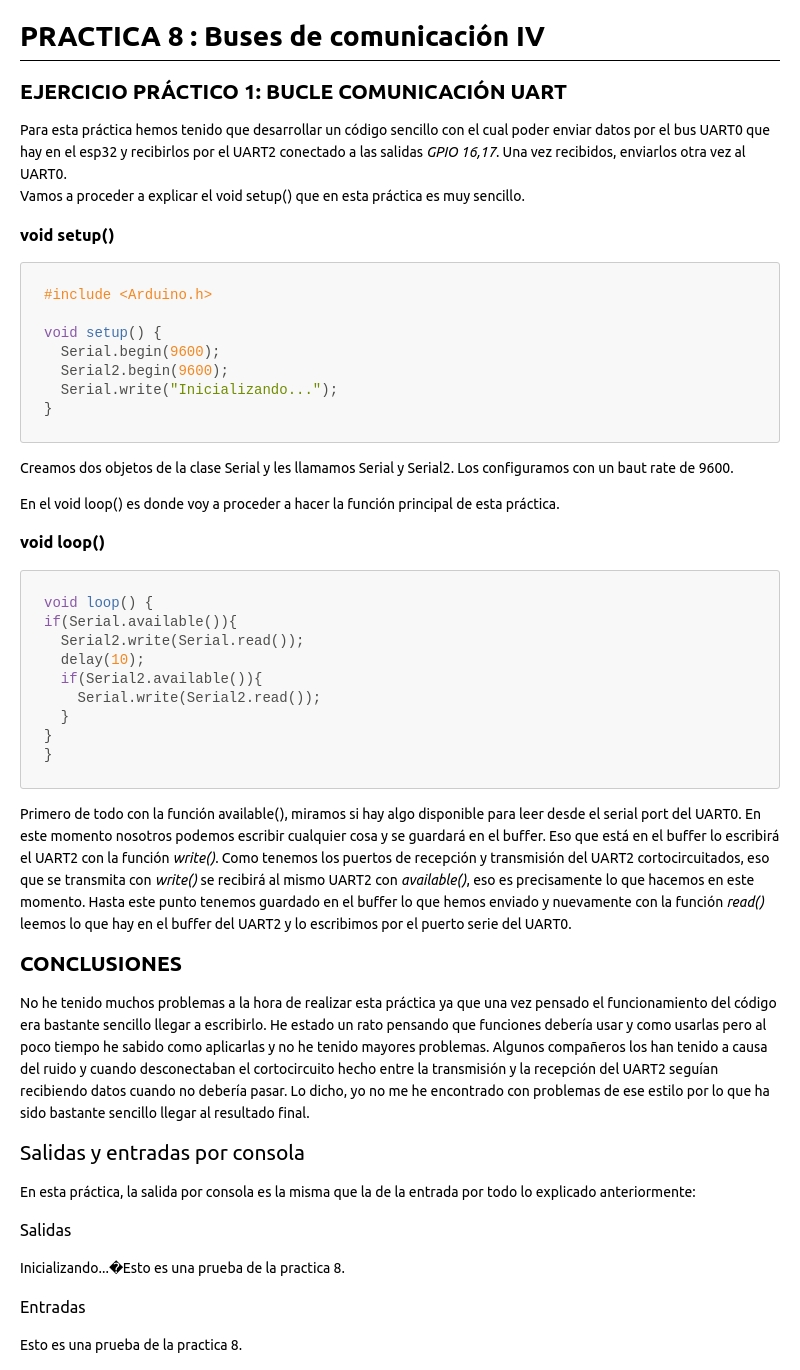 PRACTICA 8 : Buses de comunicación IV
EJERCICIO PRÁCTICO 1: BUCLE COMUNICACIÓN UART
Para esta práctica hemos tenido que desarrollar un código sencillo con el cual poder enviar datos por el bus UART0 que
hay en el esp32 y recibirlos por el UART2 conectado a las salidas GPIO 16,17. Una vez recibidos, enviarlos otra vez al
UART0.
Vamos a proceder a explicar el void setup() que en esta práctica es muy sencillo.
void setup()
#include <Arduino.h>
void setup() {
  Serial.begin(9600);
  Serial2.begin(9600);
  Serial.write("Inicializando...");
}
Creamos dos objetos de la clase Serial y les llamamos Serial y Serial2. Los configuramos con un baut rate de 9600.
En el void loop() es donde voy a proceder a hacer la función principal de esta práctica.
void loop()
void loop() {
if(Serial.available()){
  Serial2.write(Serial.read());
  delay(10);
  if(Serial2.available()){
    Serial.write(Serial2.read());
  }
}
}
Primero de todo con la función available(), miramos si hay algo disponible para leer desde el serial port del UART0. En
este momento nosotros podemos escribir cualquier cosa y se guardará en el buffer. Eso que está en el buffer lo escribirá
el UART2 con la función write(). Como tenemos los puertos de recepción y transmisión del UART2 cortocircuitados, eso
que se transmita con write() se recibirá al mismo UART2 con available(), eso es precisamente lo que hacemos en este
momento. Hasta este punto tenemos guardado en el buffer lo que hemos enviado y nuevamente con la función read()
leemos lo que hay en el buffer del UART2 y lo escribimos por el puerto serie del UART0.
CONCLUSIONES
No he tenido muchos problemas a la hora de realizar esta práctica ya que una vez pensado el funcionamiento del código
era bastante sencillo llegar a escribirlo. He estado un rato pensando que funciones debería usar y como usarlas pero al
poco tiempo he sabido como aplicarlas y no he tenido mayores problemas. Algunos compañeros los han tenido a causa
del ruido y cuando desconectaban el cortocircuito hecho entre la transmisión y la recepción del UART2 seguían
recibiendo datos cuando no debería pasar. Lo dicho, yo no me he encontrado con problemas de ese estilo por lo que ha
sido bastante sencillo llegar al resultado final.
Salidas y entradas por consola
En esta práctica, la salida por consola es la misma que la de la entrada por todo lo explicado anteriormente:
Salidas
Inicializando...�Esto es una prueba de la practica 8.
Entradas
Esto es una prueba de la practica 8.